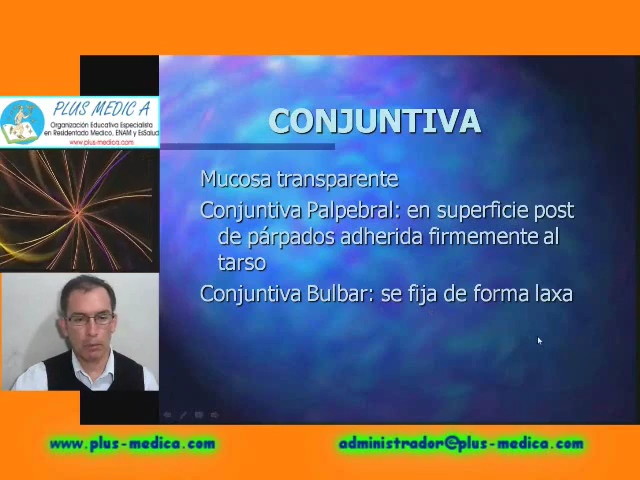 PLUS MEDIC A
Organización Educativa Especialista
en Residentado Medico, ENAM y EsSalud
www.plus-medica.com
CONJUNTIVA
Mucosa transparente
Conjuntiva Palpebral: en superficie post
de párpados adherida firmemente al
tarso
Conjuntiva Bulbar: se fija de forma laxa
www.plus-medica.com
administrador@plus-medica.com